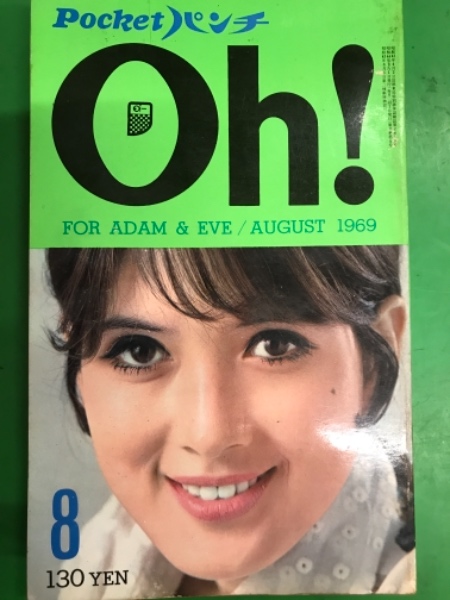 Pocketパンチ
Oh!
FOR ADAM & EVE / AUGUST 1969
8
130 YEN